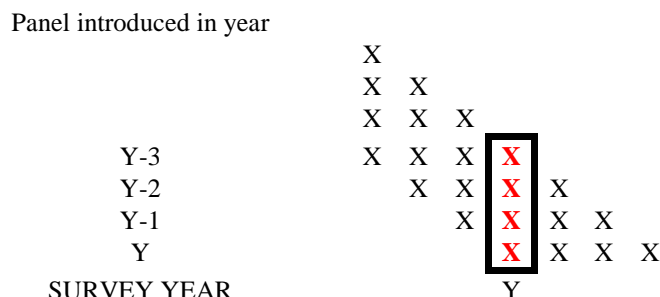 Panel introduced in year
X
X X
X X X
Y-3 X X X X
Y-2 X X X X
Y-1 X X X X
Y X X X X
SURVEY YEAR Y